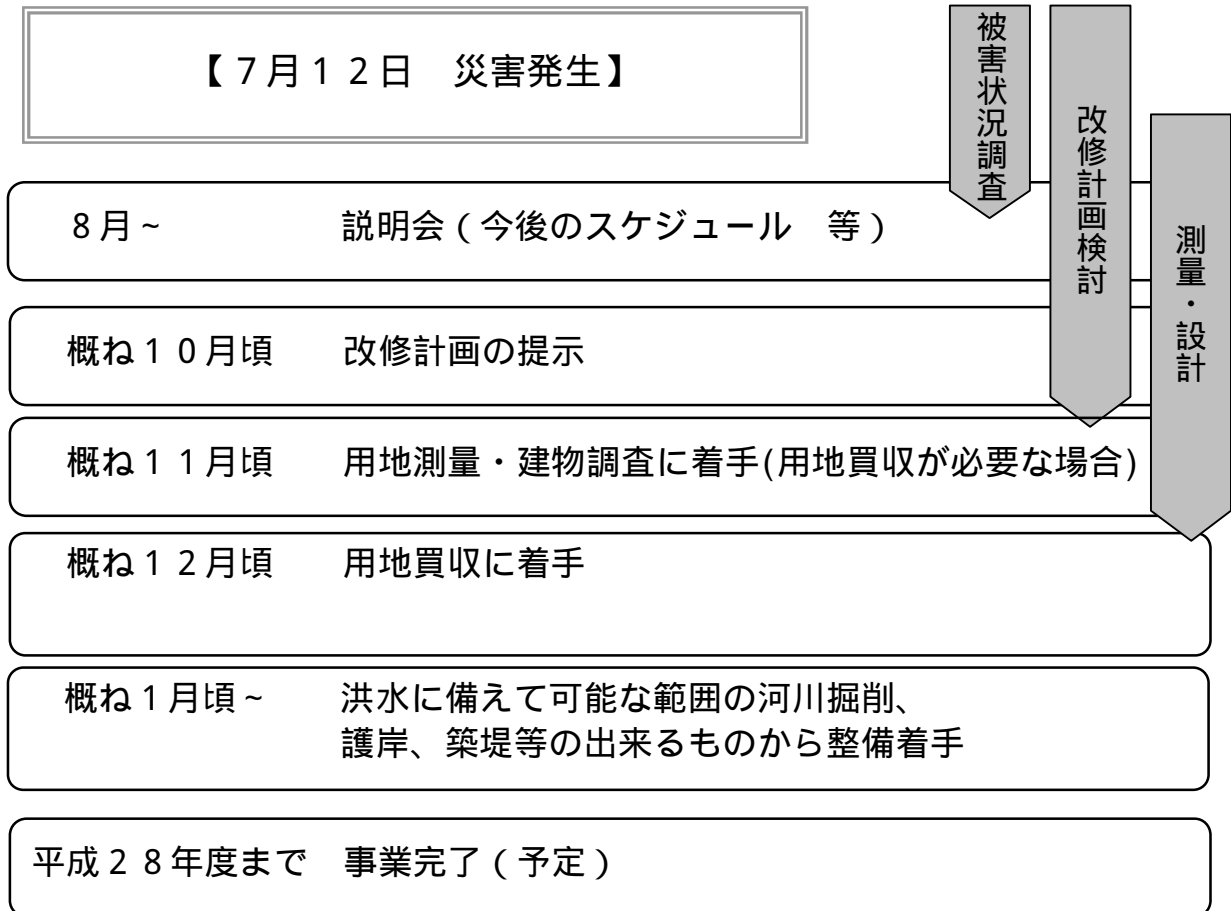 【７月１２日　災害発生】
被害状況調査
改修計画検討
測量・設計
８月～　説明会（今後のスケジュール　等）
概ね１０月頃　改修計画の提示
概ね１１月頃　用地測量・建物調査に着手(用地買収が必要な場合)
概ね１２月頃　用地買収に着手
概ね１月頃～　洪水に備えて可能な範囲の河川掘削、
護岸、築堤等の出来るものから整備着手
平成２８年度まで　事業完了（予定）